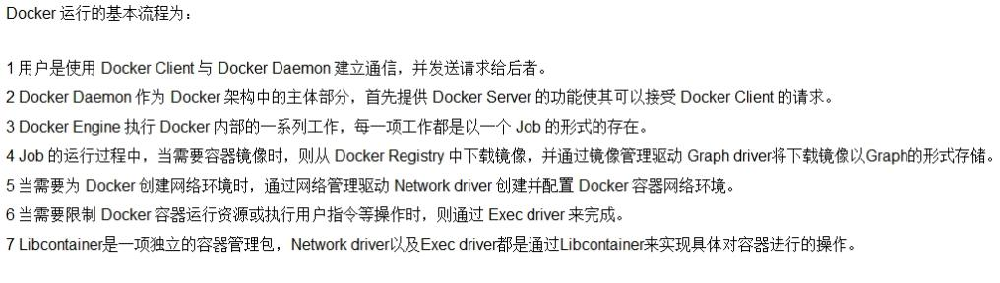 Docker 运行的基本流程为：
1 用户是使用 Docker Client 与 Docker Daemon 建立通信，并发送请求给后者。
2 Docker Daemon 作为 Docker 架构中的主体部分，首先提供 Docker Server 的功能使其可以接受 Docker Client 的请求。
3 Docker Engine 执行 Docker 内部的一系列工作，每一项工作都是以一个 Job 的形式的存在。
4 Job 的运行过程中，当需要容器镜像时，则从 Docker Registry 中下载镜像，并通过镜像管理驱动 Graph driver将下载镜像以Graph的形式存储。
5 当需要为 Docker 创建网络环境时，通过网络管理驱动 Network driver 创建并配置 Docker 容器网络环境。
6 当需要限制 Docker 容器运行资源或执行用户指令等操作时，则通过 Exec driver 来完成。
7 Libcontainer是一项独立的容器管理包，Network driver以及Exec driver都是通过Libcontainer来实现具体对容器进行的操作。